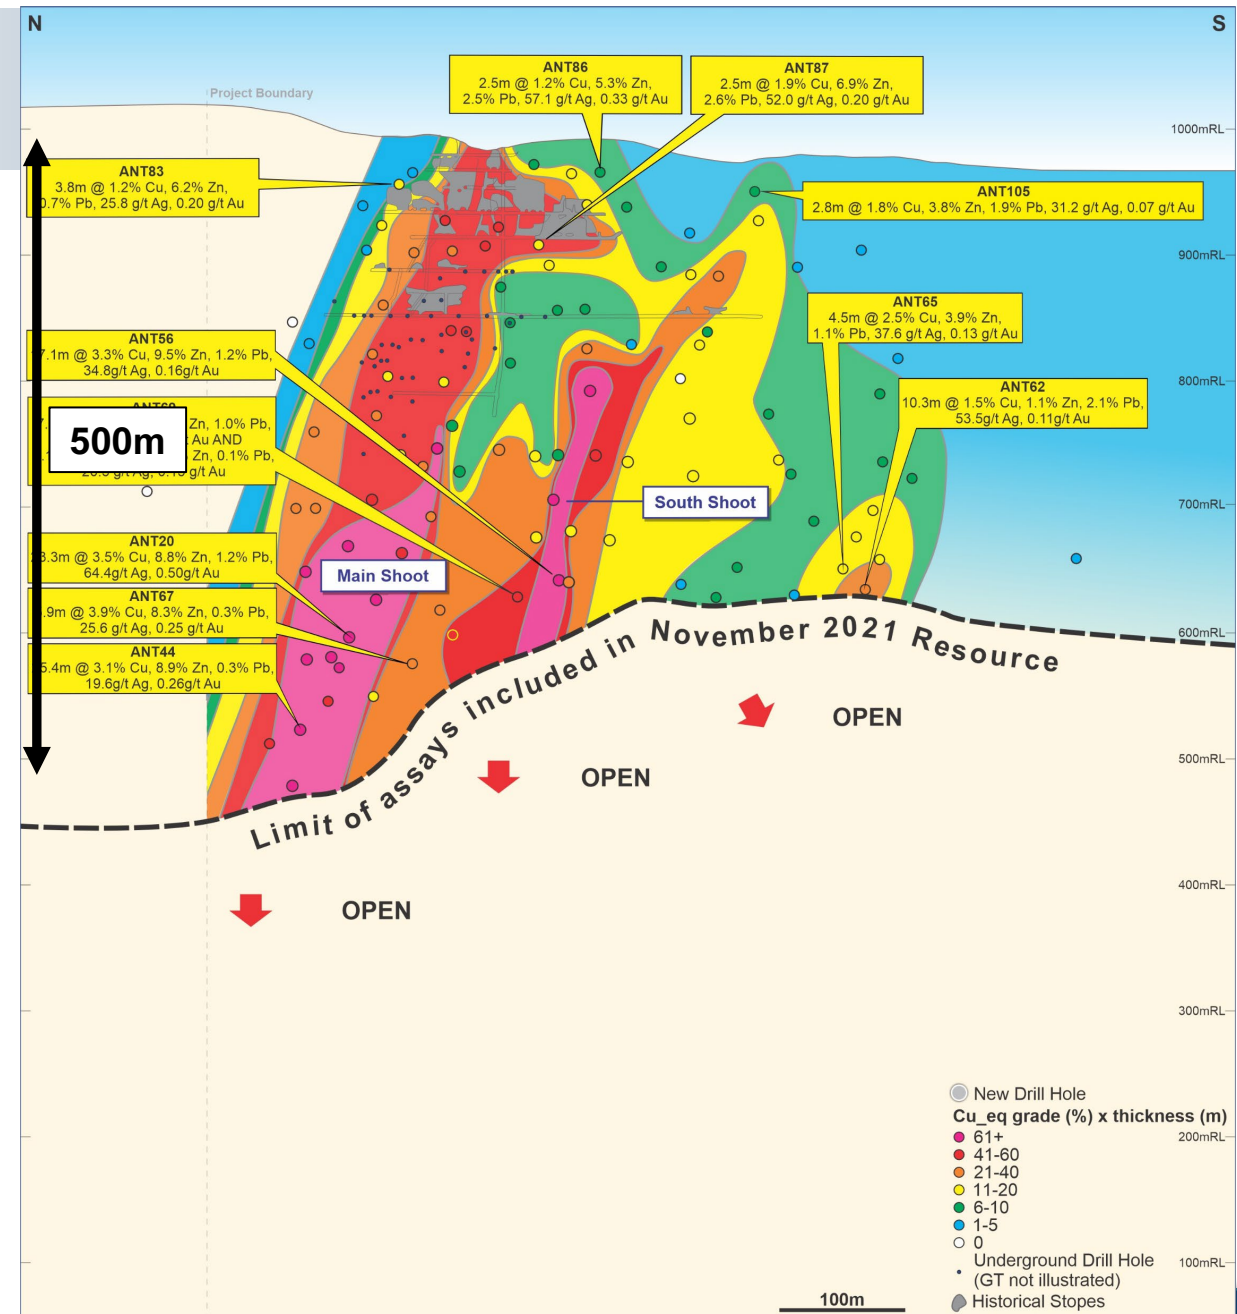 N
S
Project Boundary
ANT86
2.5m @ 1.2% Cu, 5.3% Zn,
2.5% Pb, 57.1 g/t Ag, 0.33 g/t Au
ANT87
2.5m @ 1.9% Cu, 6.9% Zn,
2.6% Pb, 52.0 g/t Ag, 0.20 g/t Au
1000mRL
ANT83
3.8m @ 1.2% Cu, 6.2% Zn,
0.7% Pb, 25.8 g/t Ag, 0.20 g/t Au
ANT105
2.8m @ 1.8% Cu, 3.8% Zn, 1.9% Pb, 31.2 g/t Ag, 0.07 g/t Au
900mRL
ANT65
4.5m @ 2.5% Cu, 3.9% Zn,
1.1% Pb, 37.6 g/t Ag, 0.13 g/t Au
ANT56
7.1m @ 3.3% Cu, 9.5% Zn, 1.2% Pb,
34.8g/t Ag, 0.16g/t Au
800mRL
ANT62
10.3m @ 1.5% Cu, 1.1% Zn, 2.1% Pb,
53.5g/t Ag, 0.11g/t Au
Zn, 1.0% Pb,
Au AND
Zn, 0.1% Pb,
g/t Au
500m
South Shoot
700mRL
ANT20
3.3m @ 3.5% Cu, 8.8% Zn, 1.2% Pb,
64.4g/t Ag, 0.50g/t Au
Main Shoot
ANT67
.9m @ 3.9% Cu, 8.3% Zn, 0.3% Pb,
25.6 g/t Ag, 0.25 g/t Au
600mRL
ANT44
5.4m @ 3.1% Cu, 8.9% Zn, 0.3% Pb,
19.6g/t Ag, 0.26g/t Au
Limit of assays included in November 2021 Resource
OPEN
500mRL
OPEN
400mRL
OPEN
300mRL
New Drill Hole
Cu_eq grade (%) x thickness (m)
61+
200mRL
41-60
21-40
11-20
6-10
1-5
0
Underground Drill Hole
(GT not illustrated)
100mRL
Historical Stopes
100m